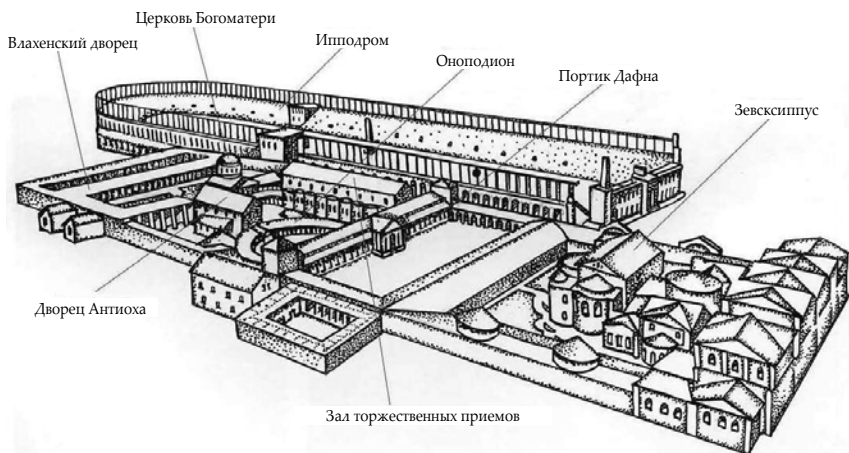 Церковь Богоматери
Влахенский дворец
Ипподром
Оноподион
Портик Дафна
Зевсксиппус
Дворец Антиоха
Зал торжественных приемов